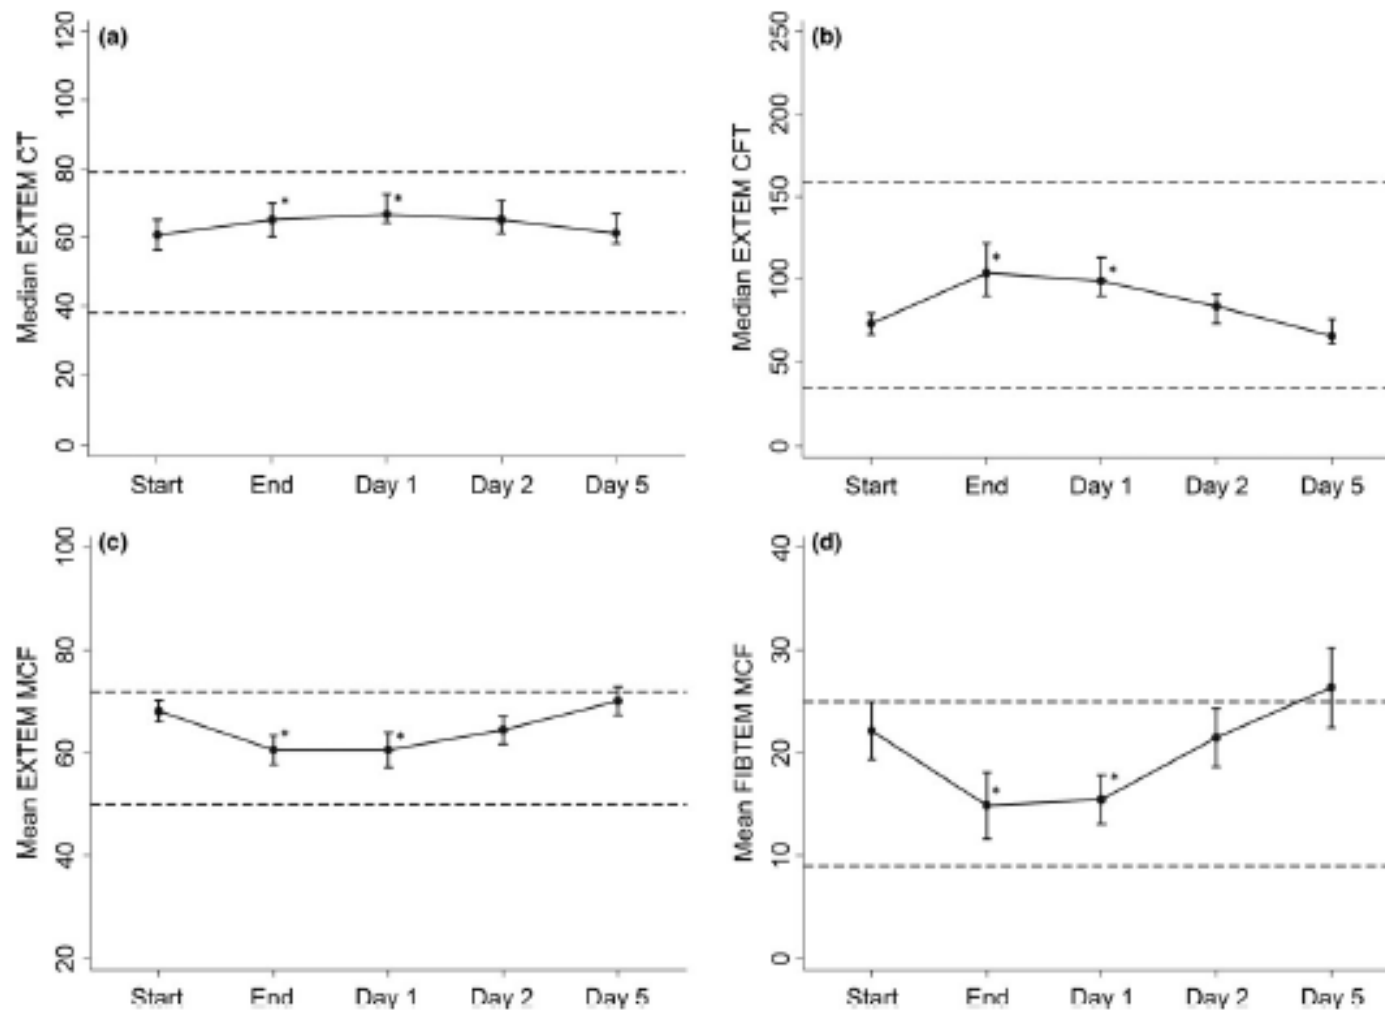 (a)
Median EXTEM CT
120
100
80
60
40
20
0
* *
Start End Day 1 Day 2 Day 5
(b)
Median EXTEM CFT
250
200
150
100
50
0
* *
Start End Day 1 Day 2 Day 5
(c)
Mean EXTEM MCF
100
80
60
40
20
* *
Start End Day 1 Day 2 Day 5
(d)
Mean FIBTEM MCF
40
30
20
10
0
* *
Start End Day 1 Day 2 Day 5